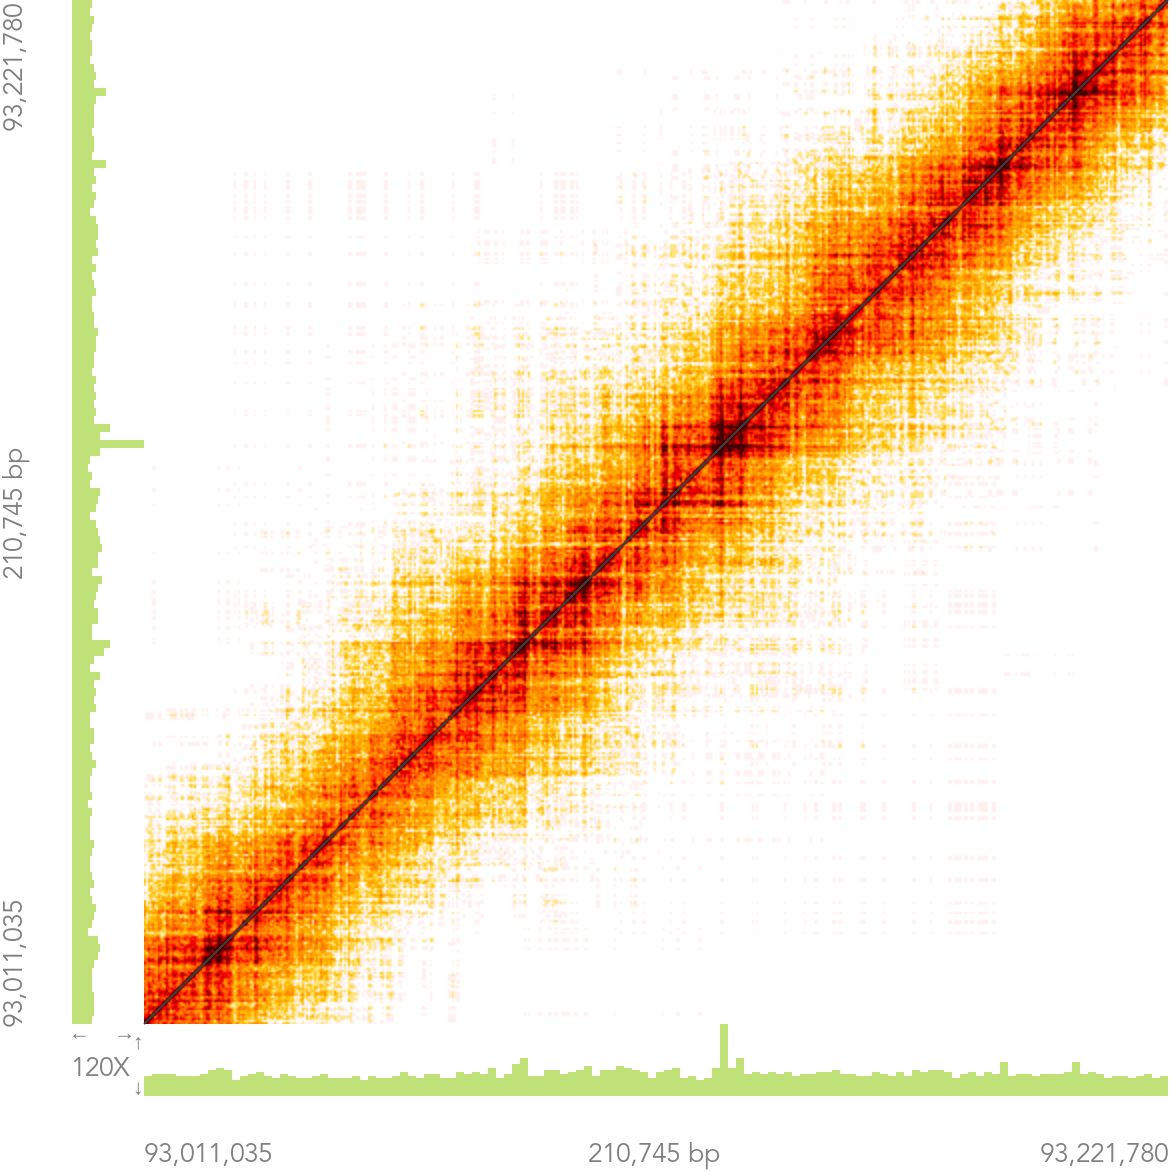 93,221,780
210,745 bp
93,011,035
← →
↑
120X
↓
93,011,035 210,745 bp 93,221,780